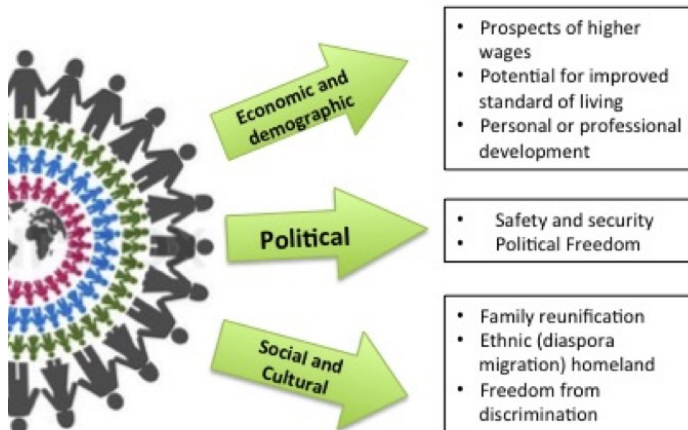 Economic and
demographic
• Prospects of higher
wages
• Potential for improved
standard of living
• Personal or professional
development
Political
• Safety and security
• Political Freedom
Social and
Cultural
• Family reunification
• Ethnic (diaspora
migration) homeland
• Freedom from
discrimination